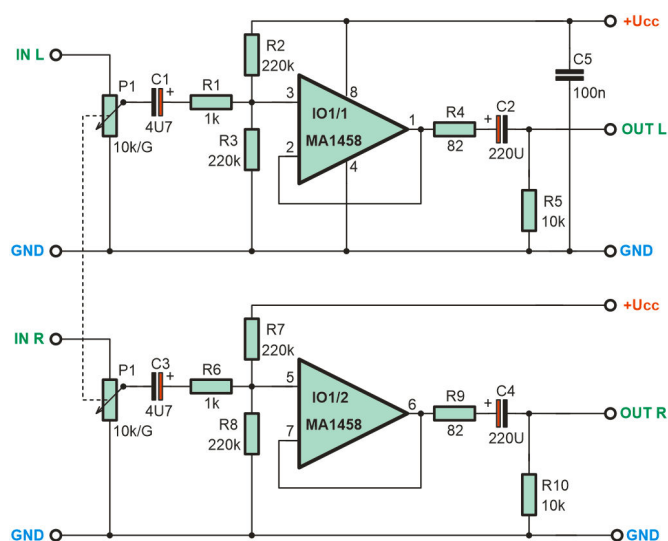 +Ucc
IN L
R2
220k
C5
100n
P1
C1
+
R1
4U7
1k
10k/G
3
8
IO1/1
MA1458
1
2
4
R4
82
+
C2
220U
OUT L
R3
220k
R5
10k
GND
GND
+Ucc
IN R
R7
220k
P1
C3
+
R6
4U7
1k
10k/G
5
IO1/2
MA1458
6
7
R9
82
+
C4
220U
OUT R
R8
220k
R10
10k
GND
GND